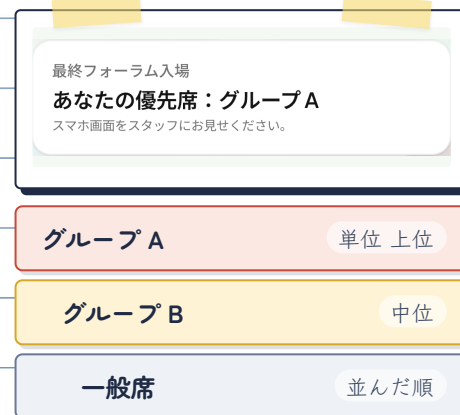 最終フォーラム入場
あなたの優先席：グループA
スマホ画面をスタッフにお見せください。
グループ A
単位 上位
グループ B
中位
一般席
並んだ順